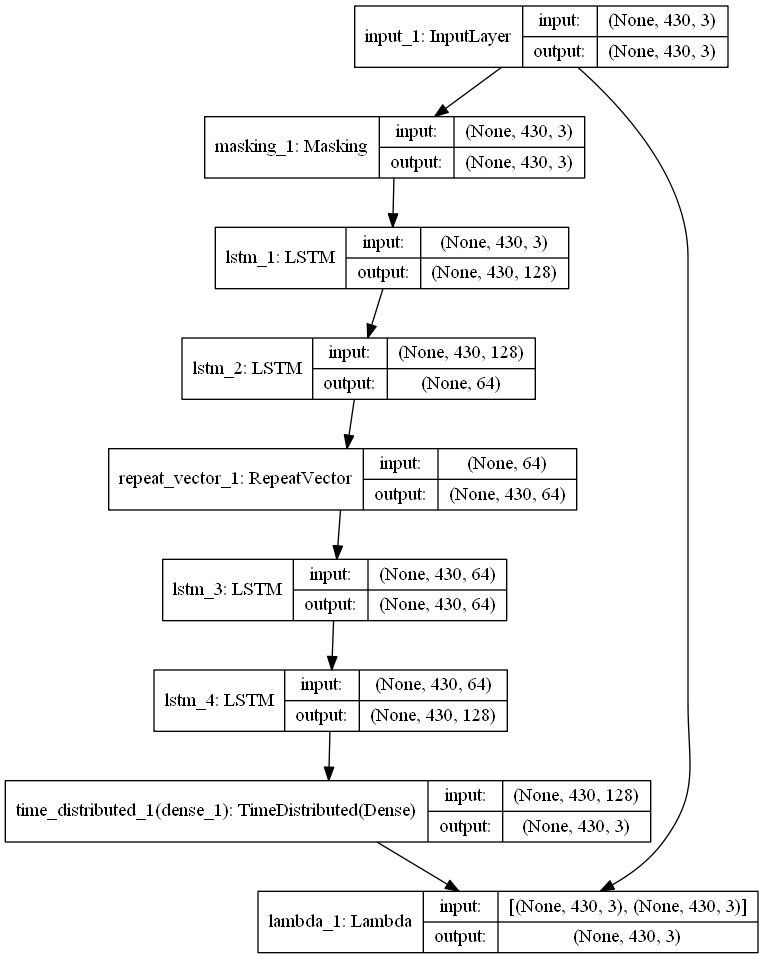 input_1: InputLayer
input: (None, 430, 3)
output: (None, 430, 3)
masking_1: Masking
input: (None, 430, 3)
output: (None, 430, 3)
lstm_1: LSTM
input: (None, 430, 3)
output: (None, 430, 128)
lstm_2: LSTM
input: (None, 430, 128)
output: (None, 64)
repeat_vector_1: RepeatVector
input: (None, 64)
output: (None, 430, 64)
lstm_3: LSTM
input: (None, 430, 64)
output: (None, 430, 64)
lstm_4: LSTM
input: (None, 430, 64)
output: (None, 430, 128)
time_distributed_1(dense_1): TimeDistributed(Dense)
input: (None, 430, 128)
output: (None, 430, 3)
lambda_1: Lambda
input: [(None, 430, 3), (None, 430, 3)]
output: (None, 430, 3)